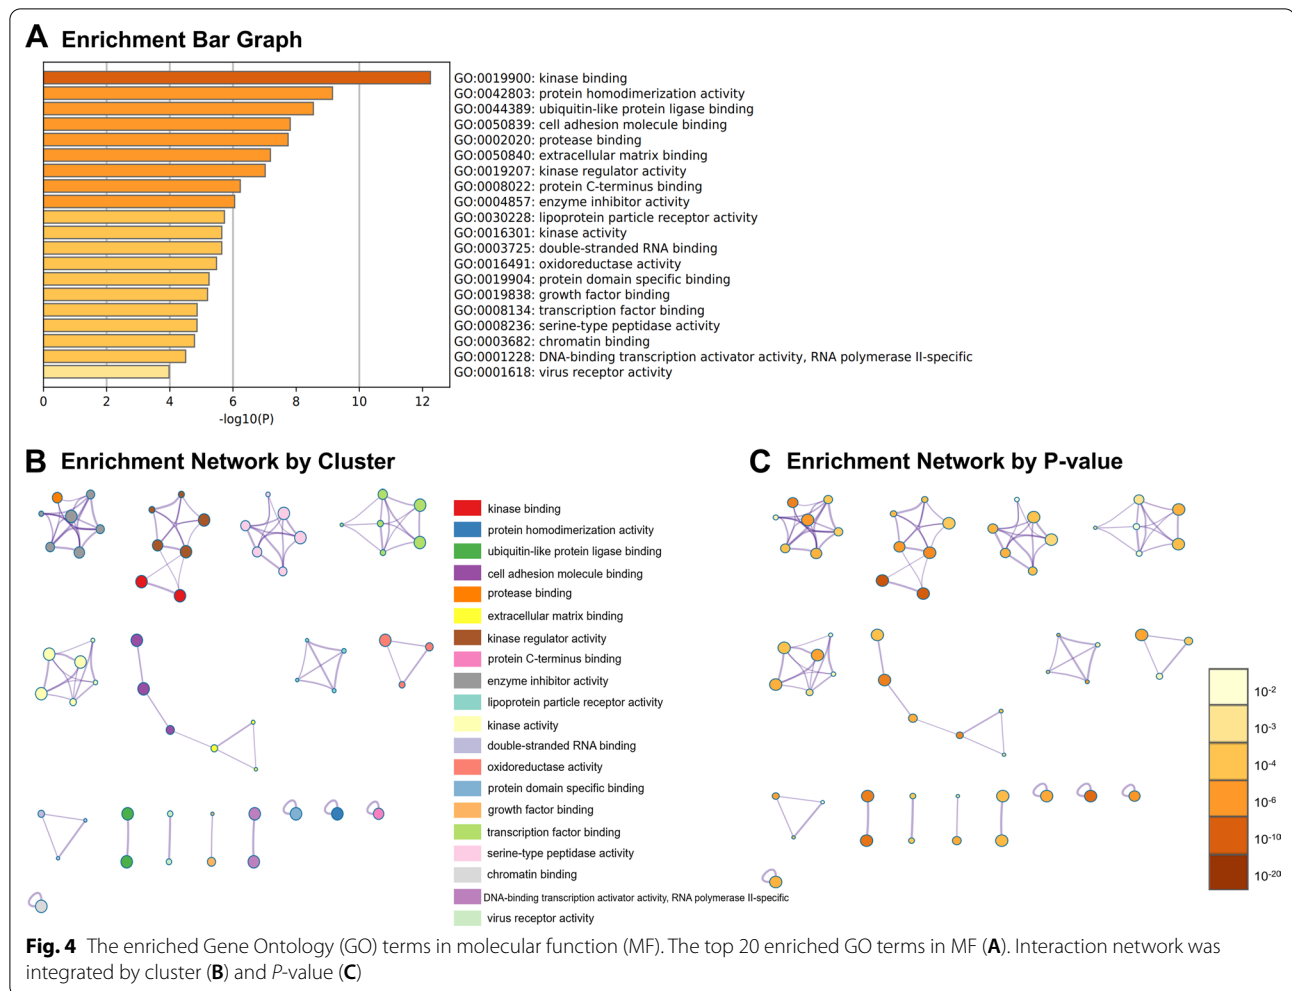 A Enrichment Bar Graph
GO:0019900: kinase binding
GO:0042803: protein homodimerization activity
GO:0044389: ubiquitin-like protein ligase binding
GO:0050839: cell adhesion molecule binding
GO:0002020: protease binding
GO:0050840: extracellular matrix binding
GO:0019207: kinase regulator activity
GO:0008022: protein C-terminus binding
GO:0004857: enzyme inhibitor activity
GO:0030228: lipoprotein particle receptor activity
GO:0016301: kinase activity
GO:0003725: double-stranded RNA binding
GO:0016491: oxidoreductase activity
GO:0019904: protein domain specific binding
GO:0019838: growth factor binding
GO:0008134: transcription factor binding
GO:0008236: serine-type peptidase activity
GO:0003682: chromatin binding
GO:0001228: DNA-binding transcription activator activity, RNA polymerase II-specific
GO:0001618: virus receptor activity
0 2 4 6 8 10 12
-log10(P)
B Enrichment Network by Cluster
kinase binding
protein homodimerization activity
ubiquitin-like protein ligase binding
cell adhesion molecule binding
protease binding
extracellular matrix binding
kinase regulator activity
protein C-terminus binding
enzyme inhibitor activity
lipoprotein particle receptor activity
kinase activity
double-stranded RNA binding
oxidoreductase activity
protein domain specific binding
growth factor binding
transcription factor binding
serine-type peptidase activity
chromatin binding
DNA-binding transcription activator activity, RNA polymerase II-specific
virus receptor activity
C Enrichment Network by P-value
10-2
10-3
10-4
10-6
10-10
10-20
Fig. 4 The enriched Gene Ontology (GO) terms in molecular function (MF). The top 20 enriched GO terms in MF (A). Interaction network was
integrated by cluster (B) and P-value (C)